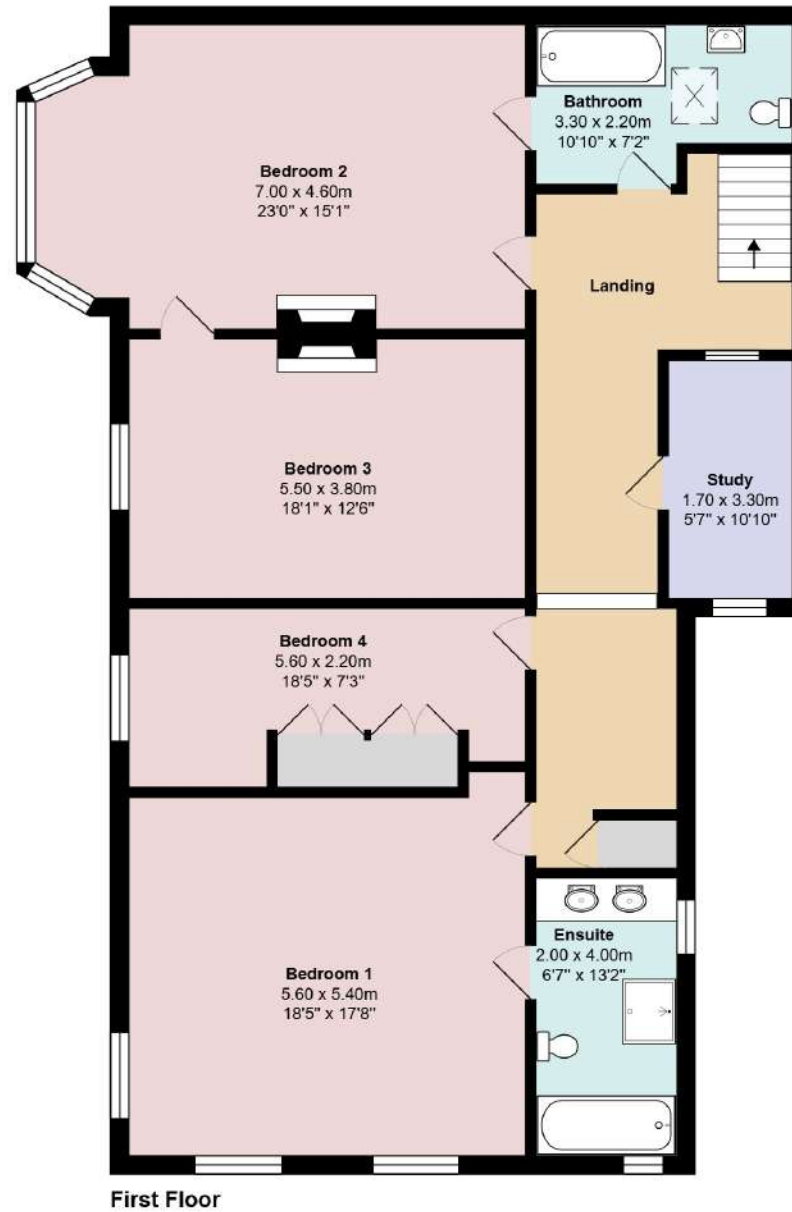 Bathroom
3.30 x 2.20m
10'10" x 7'2"
Bedroom 2
7.00 x 4.60m
23'0" x 15'1"
Landing
Bedroom 3
5.50 x 3.80m
18'1" x 12'6"
Study
1.70 x 3.30m
5'7" x 10'10"
Bedroom 4
5.60 x 2.20m
18'5" x 7'3"
Ensuite
2.00 x 4.00m
6'7" x 13'2"
Bedroom 1
5.60 x 5.40m
18'5" x 17'8"
First Floor